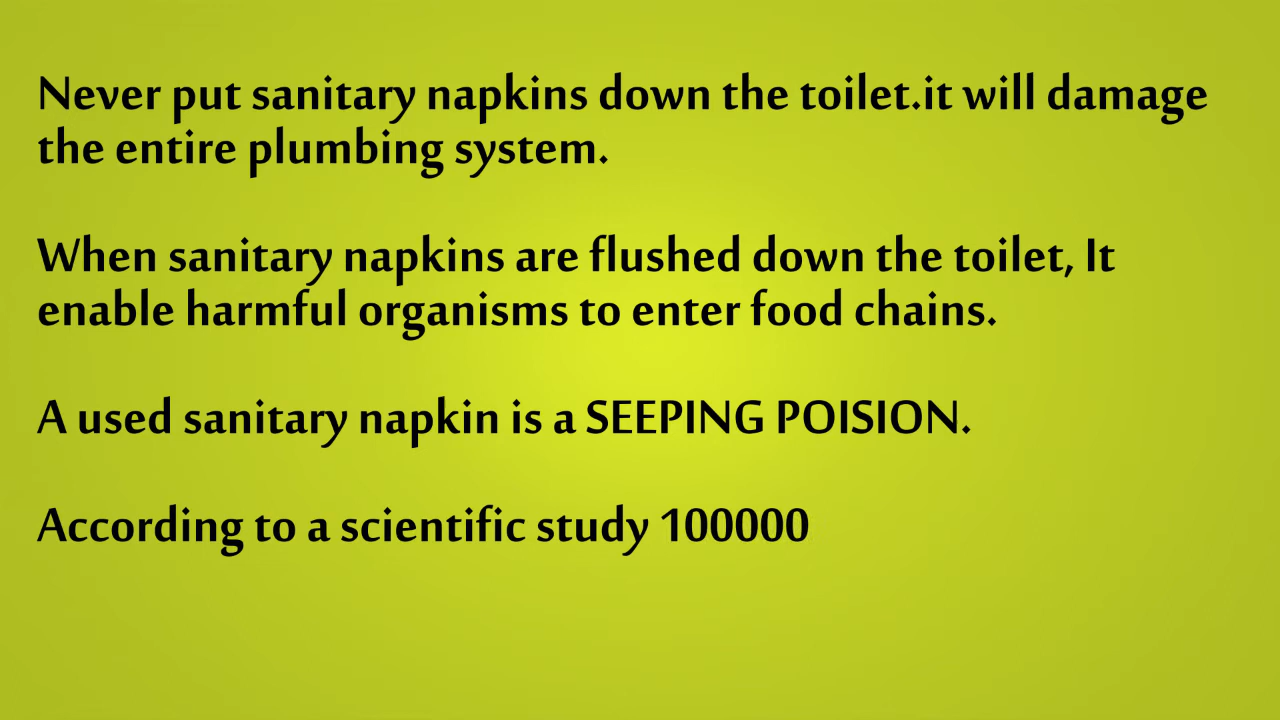 Never put sanitary napkins down the toilet.it will damage
the entire plumbing system.
When sanitary napkins are flushed down the toilet, It
enable harmful organisms to enter food chains.
A used sanitary napkin is a SEEPING POISION.
According to a scientific study 100000